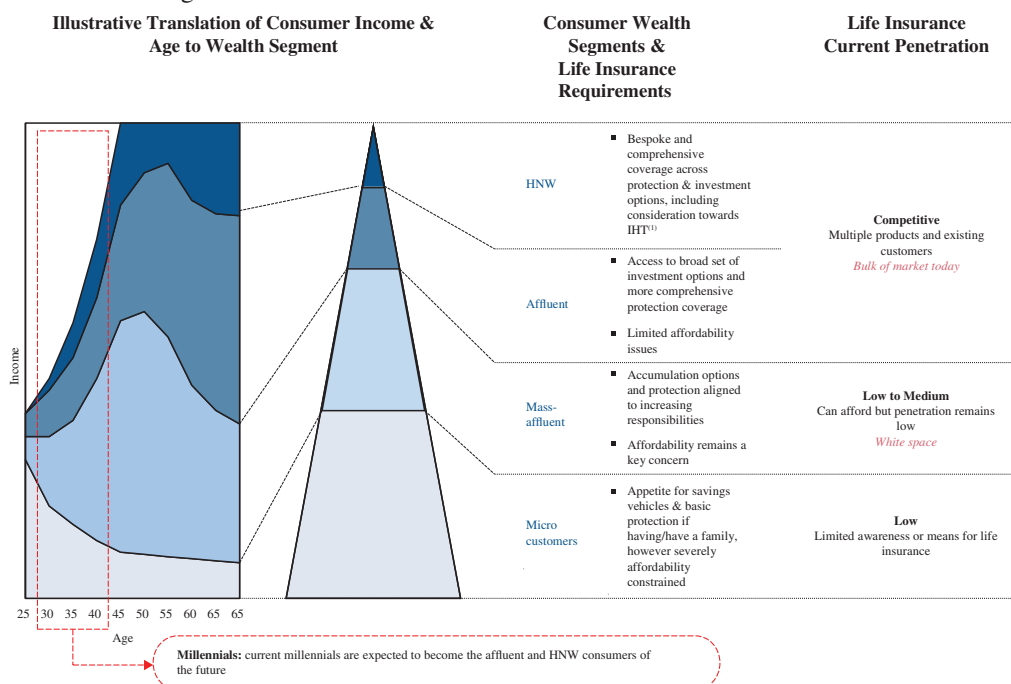 Illustrative Translation of Consumer Income &
Age to Wealth Segment
Consumer Wealth
Segments &
Life Insurance
Requirements
Life Insurance
Current Penetration
Income
25 30 35 40 45 50 55 60 65 65
Age
HNW
▪ Bespoke and
comprehensive
coverage across
protection & investment
options, including
consideration towards
IHT(1)
Affluent
▪ Access to broad set of
investment options and
more comprehensive
protection coverage
▪ Limited affordability
issues
Competitive
Multiple products and existing
customers
Bulk of market today
Mass-
affluent
▪ Accumulation options
and protection aligned
to increasing
responsibilities
▪ Affordability remains a
key concern
Low to Medium
Can afford but penetration remains
low
White space
Micro
customers
▪ Appetite for savings
vehicles & basic
protection if
having/have a family,
however severely
affordability
constrained
Low
Limited awareness or means for life
insurance
Millennials: current millennials are expected to become the affluent and HNW consumers of
the future